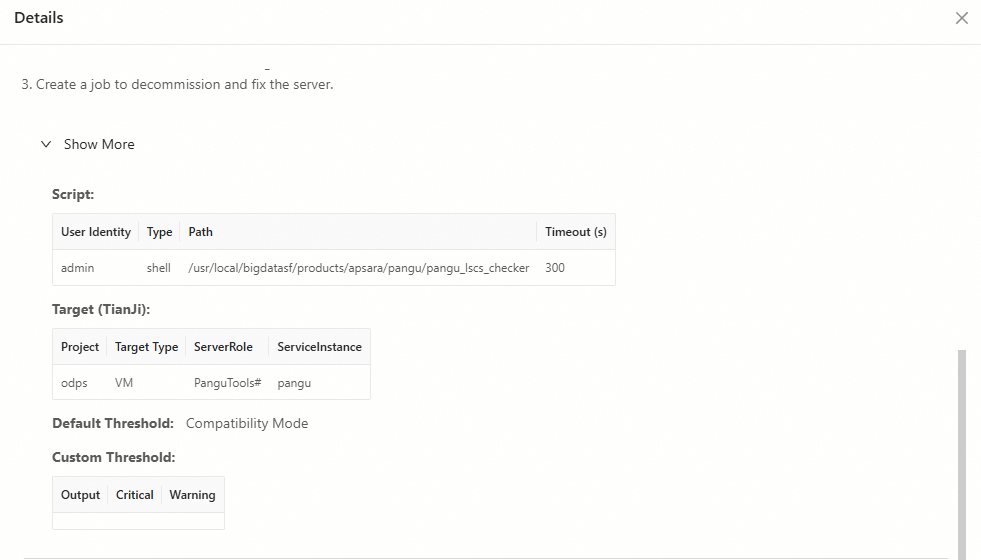 Details
3. Create a job to decommission and fix the server.
Show More
Script:
User Identity Type Path Timeout (s)
admin shell /usr/local/bigdatasf/products/apsara/pangu/pangu_lscs_checker 300
Target (TianJi):
Project Target Type ServerRole ServiceInstance
odps VM PanguTools# pangu
Default Threshold: Compatibility Mode
Custom Threshold:
Output Critical Warning